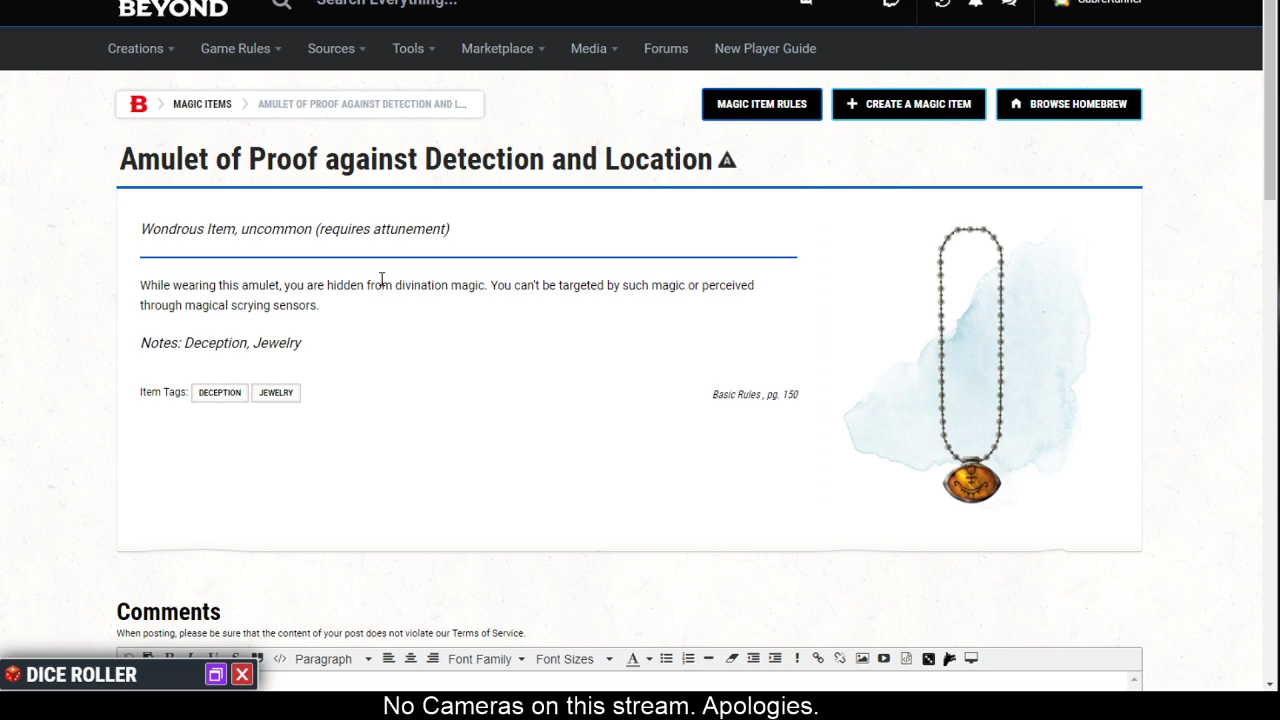 BEYOND
Search Everything...
Creations Game Rules Sources Tools Marketplace Media Forums New Player Guide
MAGIC ITEMS AMULET OF PROOF AGAINST DETECTION AND L...
MAGIC ITEM RULES
CREATE A MAGIC ITEM
BROWSE HOMEBREW
Amulet of Proof against Detection and Location
Wondrous Item, uncommon (requires attunement)
While wearing this amulet, you are hidden from divination magic. You can't be targeted by such magic or perceived
through magical scrying sensors.
Notes: Deception, Jewelry
Item Tags: DECEPTION JEWELRY
Basic Rules , pg. 150
Comments
When posting, please be sure that the content of your post does not violate our Terms of Service.
Paragraph Font Family Font Sizes
DICE ROLLER
No Cameras on this stream. Apologies.